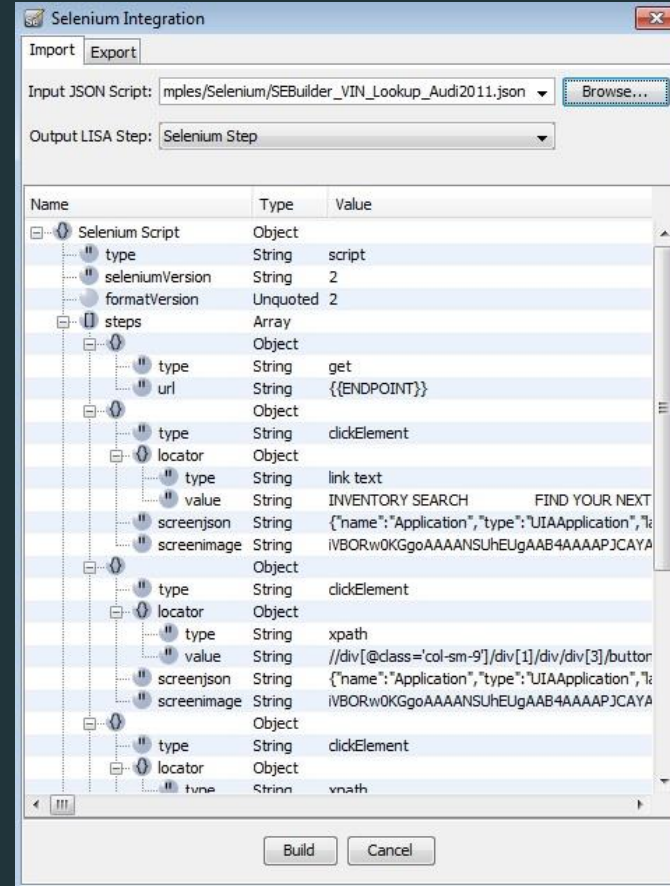 Selenium Integration
Import Export
Input JSON Script: mples/Selenium/SEBuilder_VIN_Lookup_Audi2011.json Browse...
Output LISA Step: Selenium Step
Name Type Value
Selenium Script Object
type String script
seleniumVersion String 2
formatVersion Unquoted 2
steps Array
{} Object
type String get
url String {{ENDPOINT}}
{} Object
type String clickElement
locator Object
type String link text
value String INVENTORY SEARCH FIND YOUR NEXT
screenjson String {"name":"Application","type":"UIAApplication","la
screenimage String iVBORw0KGgoAAAANSUhEUgAAB4AAAAPJCAYA
{} Object
type String clickElement
locator Object
type String xpath
value String //div[@class='col-sm-9']/div[1]/div/div[3]/button
screenjson String {"name":"Application","type":"UIAApplication","la
screenimage String iVBORw0KGgoAAAANSUhEUgAAB4AAAAPJCAYA
{} Object
type String clickElement
locator Object
type String xpath
Build Cancel